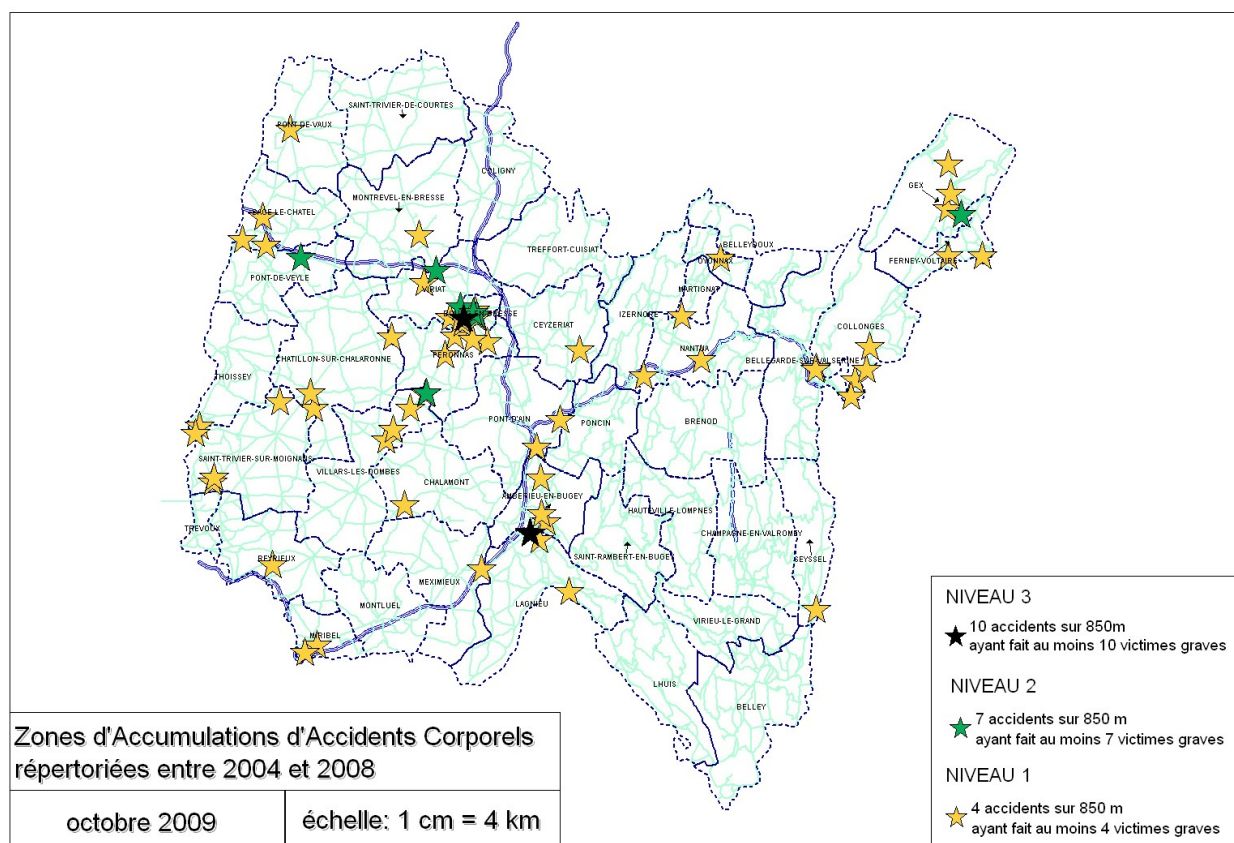 SAINT-TRIVIER-DE-COURTES
PONT-DE-VAUX
COLIGNY
MONTREVEL-EN-BRESSE
GEX
BAGE-LE-CHATEL
TREFFORT-CUISIAT
BELLEYDOUX
OYONNAX
FERNEY-VOLTAIRE
PONT-DE-VEYLE
VIRIAT
MARTIGNAT
IZERNORE
CEYZERIAT
COLLONGES
PERONNAS
NANTUA
CHATILLON-SUR-CHALARONNE
BELLEGARDE-SUR-VALSERINE
THOISSEY
PONT-D'AIN
PONCIN
BRENOD
SAINT-TRIVIER-SUR-MOIGNANS
VILLARS-LES-DOMBES
CHALAMONT
AMBERIEU-EN-BUGEY
HAUTEVILLE-LOMPNES
TREVOUX
CHAMPAGNE-EN-VALROMEY
REYRIEUX
SAINT-RAMBERT-EN-BUGEY
SEYSSEL
MEXIMIEUX
MONTLUEL
LAGNIEU
VIRIEU-LE-GRAND
MIRIBEL
LHUIS
BELLEY
NIVEAU 3
10 accidents sur 850m
ayant fait au moins 10 victimes graves
NIVEAU 2
7 accidents sur 850 m
ayant fait au moins 7 victimes graves
NIVEAU 1
4 accidents sur 850 m
ayant fait au moins 4 victimes graves
Zones d'Accumulations d'Accidents Corporels
répertoriées entre 2004 et 2008
octobre 2009
échelle: 1 cm = 4 km